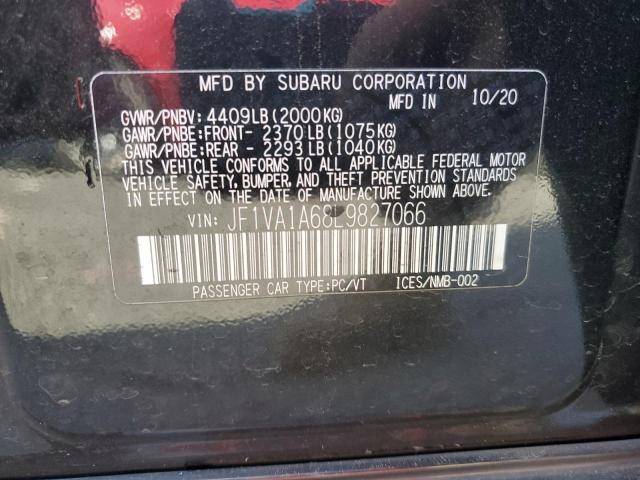 MFD BY SUBARU CORPORATION
MFD IN 10/20
GVWR/PNBV: 4409LB(2000KG)
GAWR/PNBE:FRONT- 2370LB(1075KG)
GAWR/PNBE:REAR - 2293LB(1040KG)
THIS VEHICLE CONFORMS TO ALL APPLICABLE FEDERAL MOTOR
VEHICLE SAFETY, BUMPER, AND THEFT PREVENTION STANDARDS
IN EFFECT ON THE DATE OF MANUFACTURE SHOWN ABOVE.
VIN: JF1VA1A68L9827066
PASSENGER CAR TYPE:PC/VT ICES/NMB-002